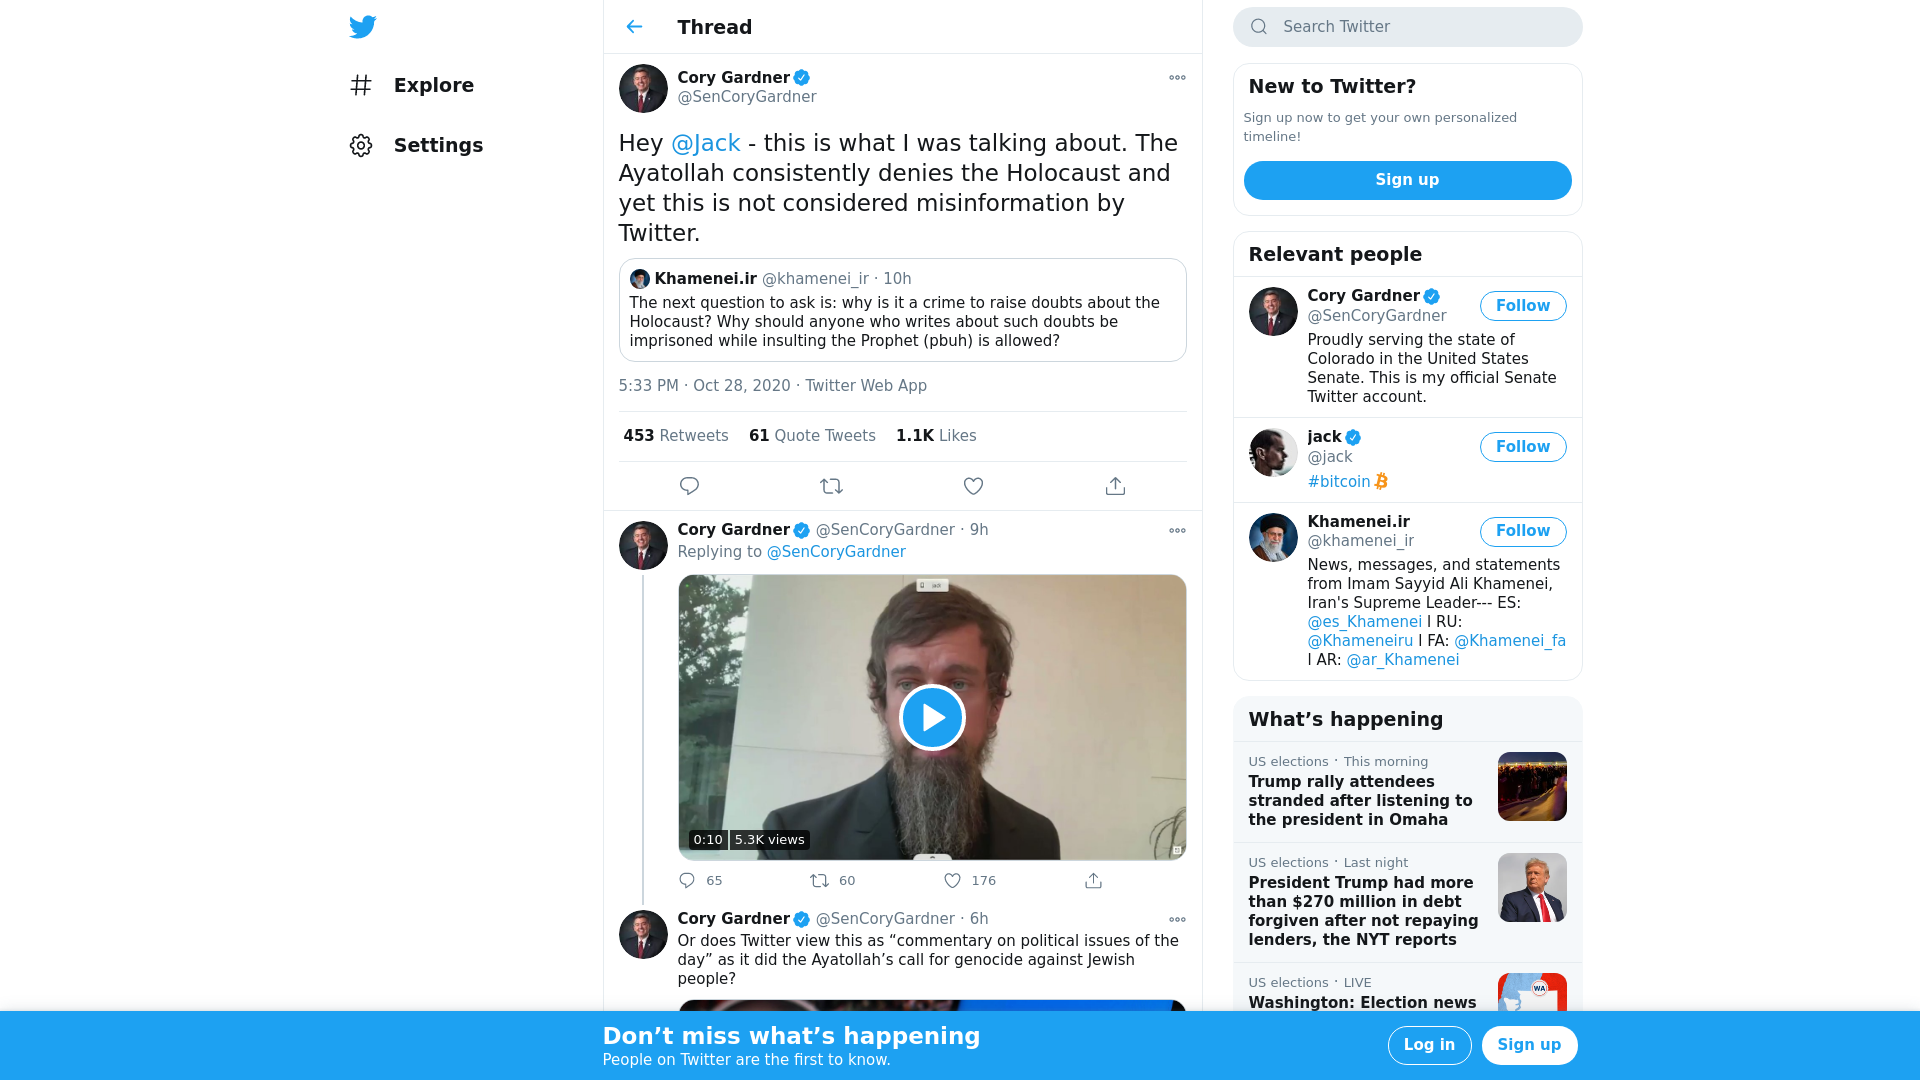 Explore
Settings
Thread
Cory Gardner
@SenCoryGardner
Hey @Jack - this is what I was talking about. The
Ayatollah consistently denies the Holocaust and
yet this is not considered misinformation by
Twitter.
Khamenei.ir @khamenei_ir · 10h
The next question to ask is: why is it a crime to raise doubts about the
Holocaust? Why should anyone who writes about such doubts be
imprisoned while insulting the Prophet (pbuh) is allowed?
5:33 PM · Oct 28, 2020 · Twitter Web App
453 Retweets 61 Quote Tweets 1.1K Likes
Cory Gardner @SenCoryGardner · 9h
Replying to @SenCoryGardner
jack
0:10 5.3K views
65 60 176
Cory Gardner @SenCoryGardner · 6h
Or does Twitter view this as “commentary on political issues of the
day” as it did the Ayatollah’s call for genocide against Jewish
people?
Search Twitter
New to Twitter?
Sign up now to get your own personalized
timeline!
Sign up
Relevant people
Cory Gardner
@SenCoryGardner
Follow
Proudly serving the state of
Colorado in the United States
Senate. This is my official Senate
Twitter account.
jack
@jack
Follow
#bitcoin
Khamenei.ir
@khamenei_ir
Follow
News, messages, and statements
from Imam Sayyid Ali Khamenei,
Iran's Supreme Leader--- ES:
@es_Khamenei l RU:
@Khameneiru l FA: @Khamenei_fa
l AR: @ar_Khamenei
What’s happening
US elections · This morning
Trump rally attendees
stranded after listening to
the president in Omaha
US elections · Last night
President Trump had more
than $270 million in debt
forgiven after not repaying
lenders, the NYT reports
US elections · LIVE
Washington: Election news
WA
Don’t miss what’s happening
People on Twitter are the first to know.
Log in
Sign up